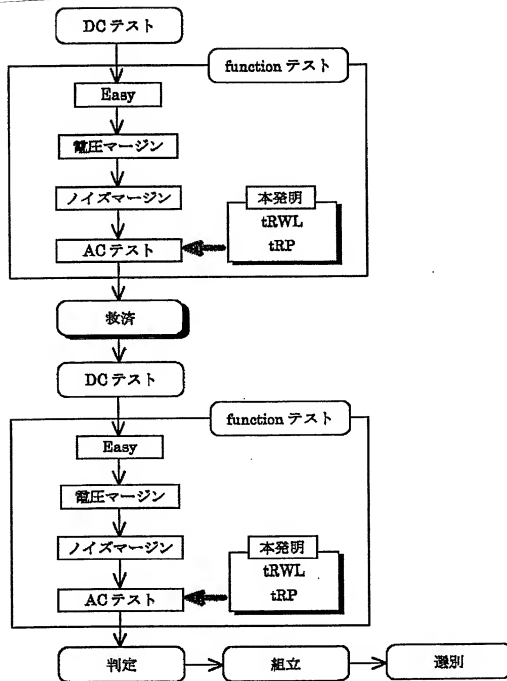 DCテスト
functionテスト
Easy
電圧マージン
ノイズマージン
本発明
tRWL
tRP
ACテスト
救済
DCテスト
functionテスト
Easy
電圧マージン
ノイズマージン
本発明
tRWL
tRP
ACテスト
判定
組立
選別